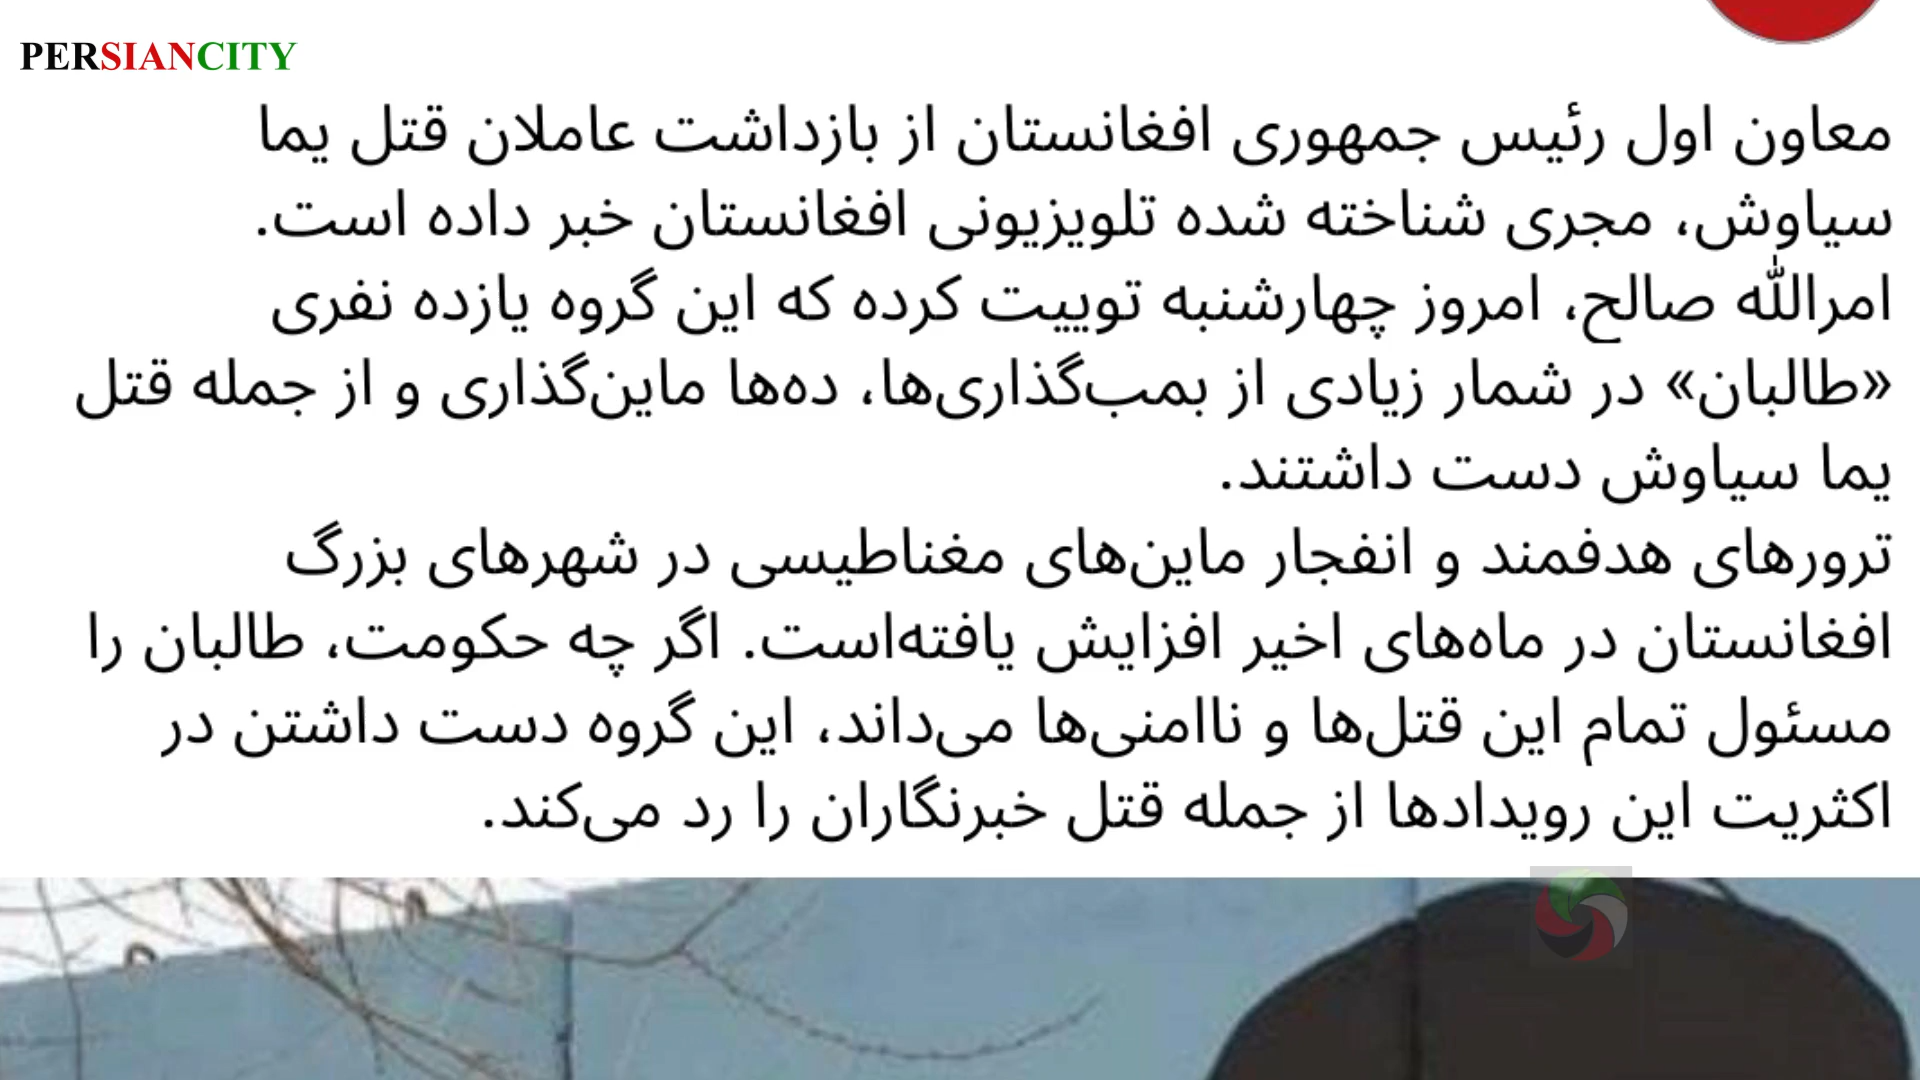 PERSIANCITY
معاون اول رئیس جمهوری افغانستان از بازداشت عاملان قتل یما
سیاوش، مجری شناخته شده تلویزیونی افغانستان خبر داده است.
امرالله صالح، امروز چهارشنبه توییت کرده که این گروه یازده نفری
«طالبان» در شمار زیادی از بمب‌گذاری‌ها، ده‌ها ماین‌گذاری و از جمله قتل
یما سیاوش دست داشتند.
ترورهای هدفمند و انفجار ماین‌های مغناطیسی در شهرهای بزرگ
افغانستان در ماه‌های اخیر افزایش یافته‌است. اگر چه حکومت، طالبان را
مسئول تمام این قتل‌ها و ناامنی‌ها می‌داند، این گروه دست داشتن در
اکثریت این رویدادها از جمله قتل خبرنگاران را رد می‌کند.